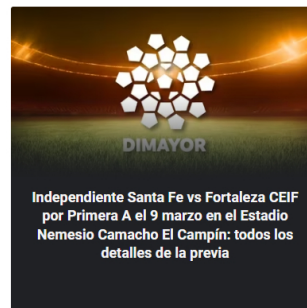 DIMAYOR
Independiente Santa Fe vs Fortaleza CEIF
por Primera A el 9 marzo en el Estadio
Nemesio Camacho El Campín: todos los
detalles de la previa